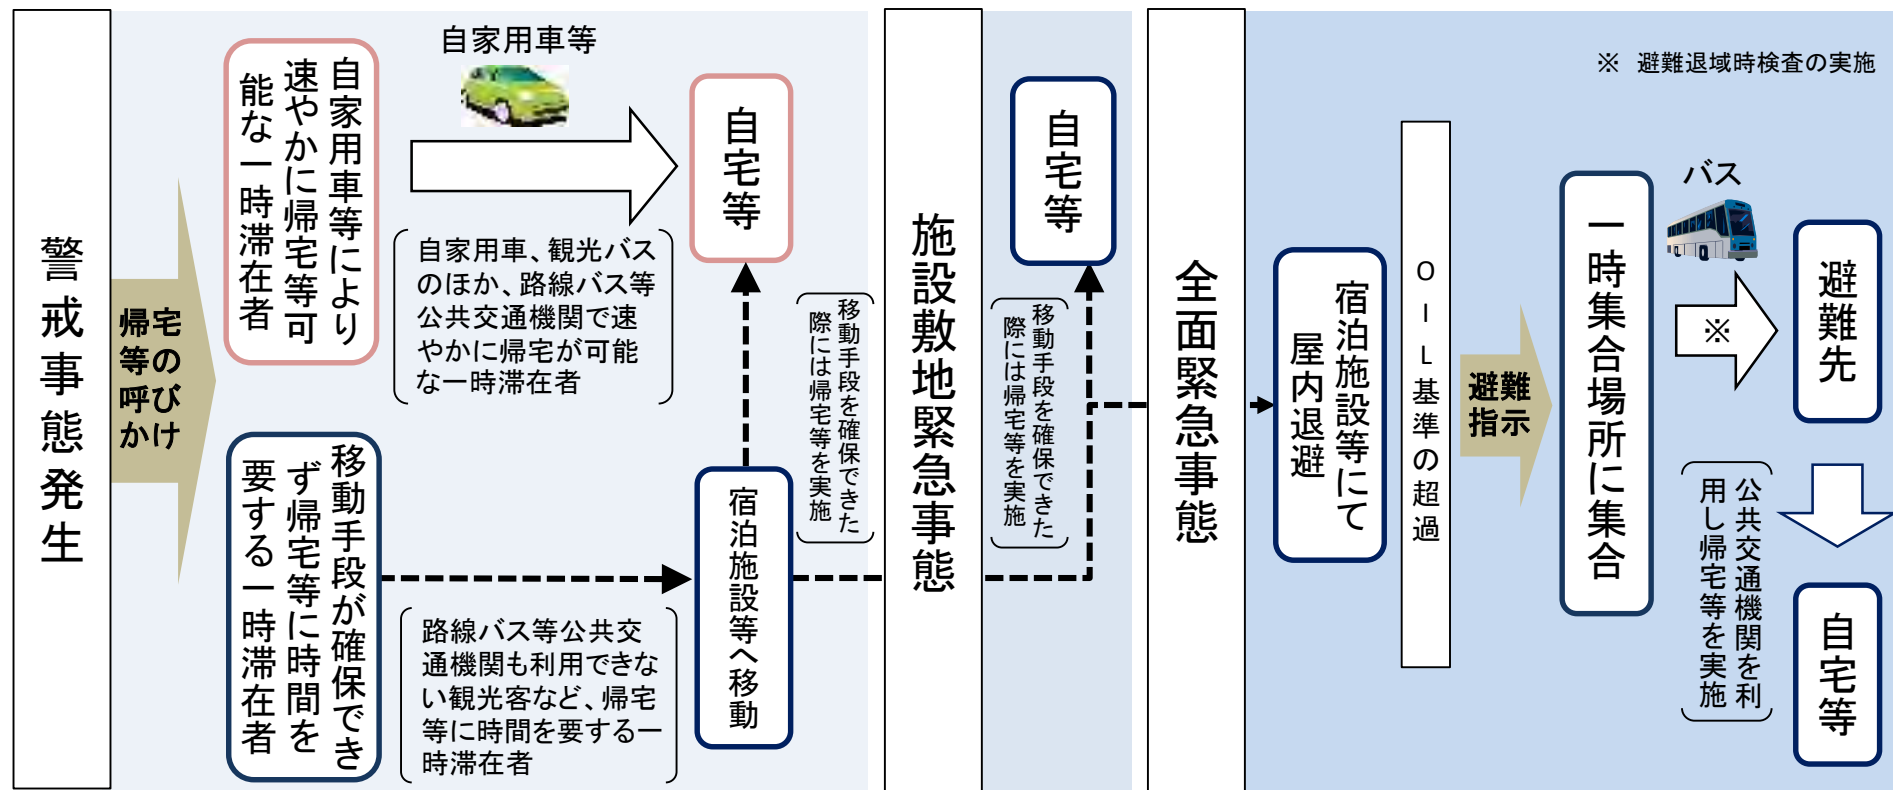 警戒事態発生
帰宅
等の
呼び
かけ
自家用車等により
速やかに帰宅等可
能な一時滞在者
自家用車等
自家用車、観光バス
のほか、路線バス等
公共交通機関で速
やかに帰宅が可能
な一時滞在者
自宅等
移動手段が確保でき
ず帰宅等に時間を
要する一時滞在者
路線バス等公共交
通機関も利用できな
い観光客など、帰宅
等に時間を要する一
時滞在者
宿泊施設等へ移動
移動手段を確保できた
際には帰宅等を実施
施設敷地緊急事態
自宅等
移動手段を確保できた
際には帰宅等を実施
全面緊急事態
※ 避難退域時検査の実施
宿泊施設等にて
屋内退避
OIL基準の超過
避難
指示
一時集合場所に集合
バス
※
避難先
公共交通機関を利
用し帰宅等を実施
自宅等